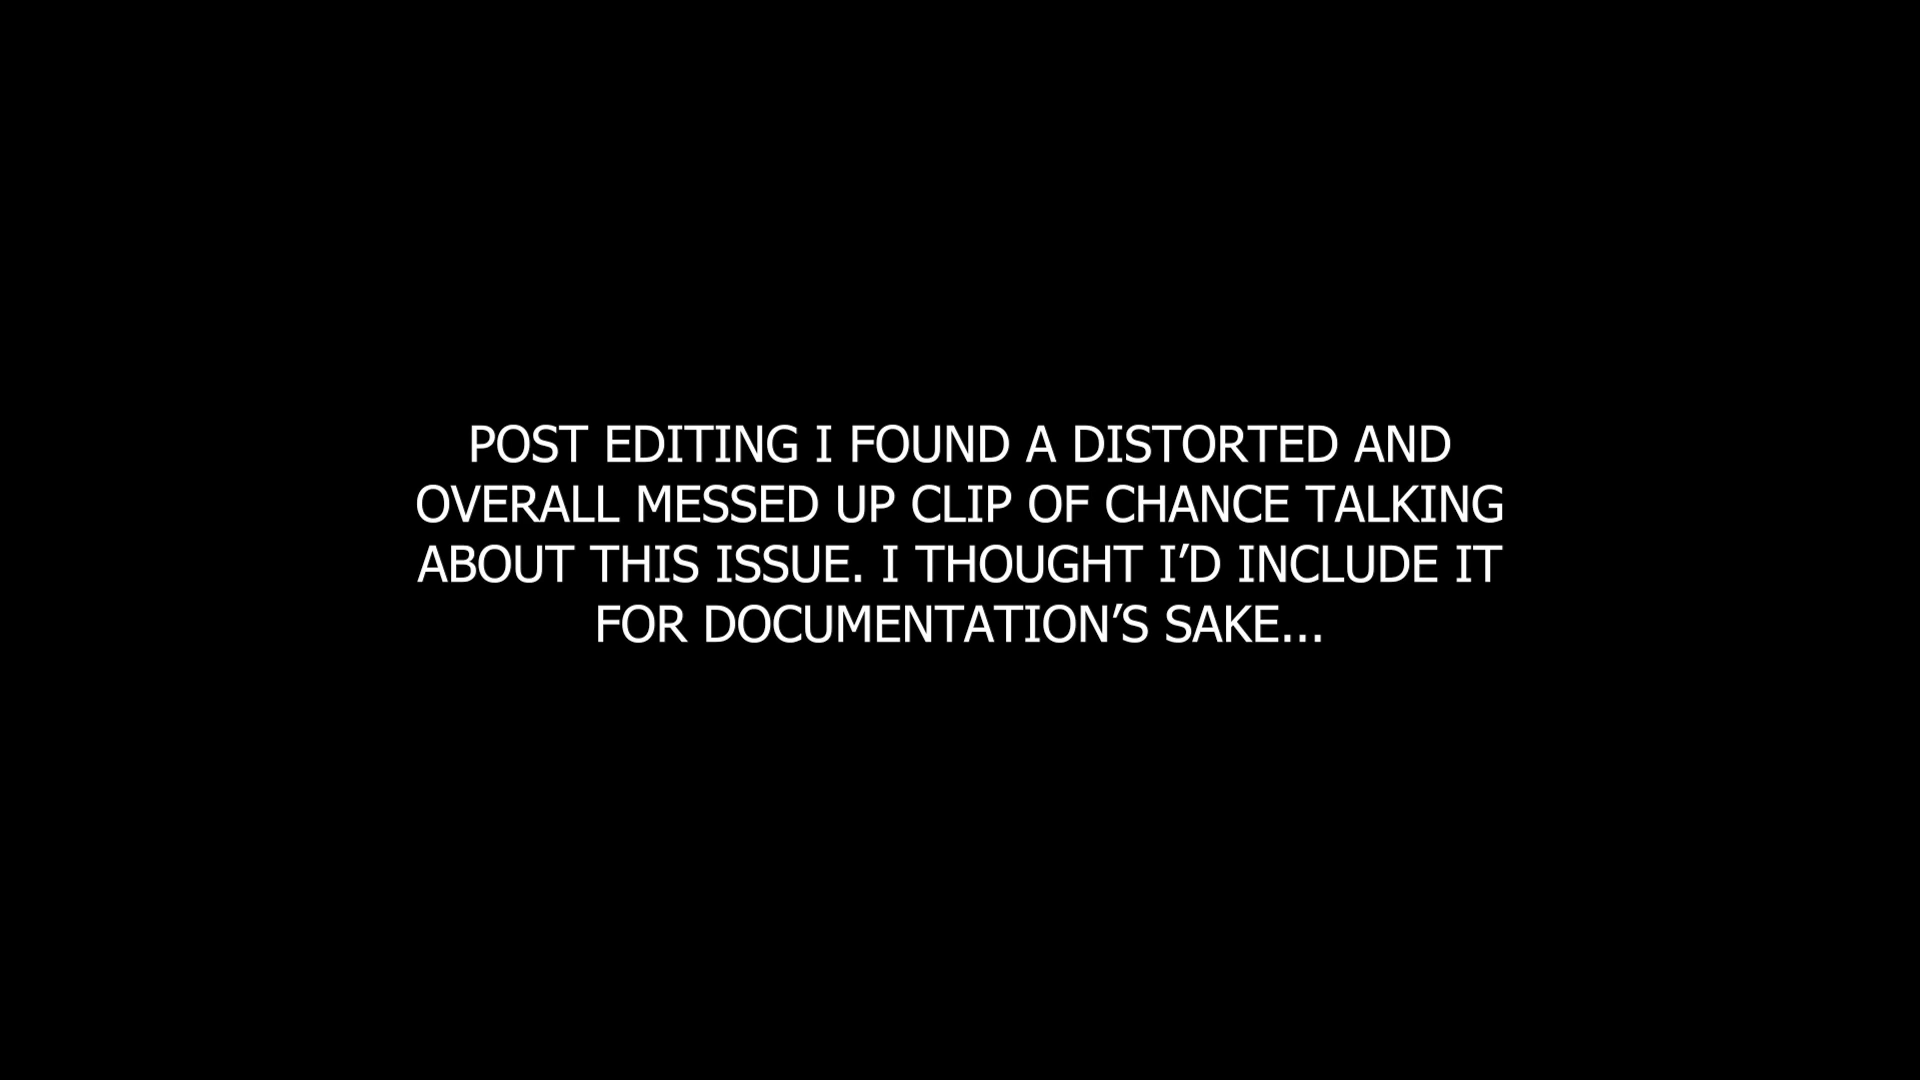 POST EDITING I FOUND A DISTORTED AND
OVERALL MESSED UP CLIP OF CHANCE TALKING
ABOUT THIS ISSUE. I THOUGHT I’D INCLUDE IT
FOR DOCUMENTATION’S SAKE...